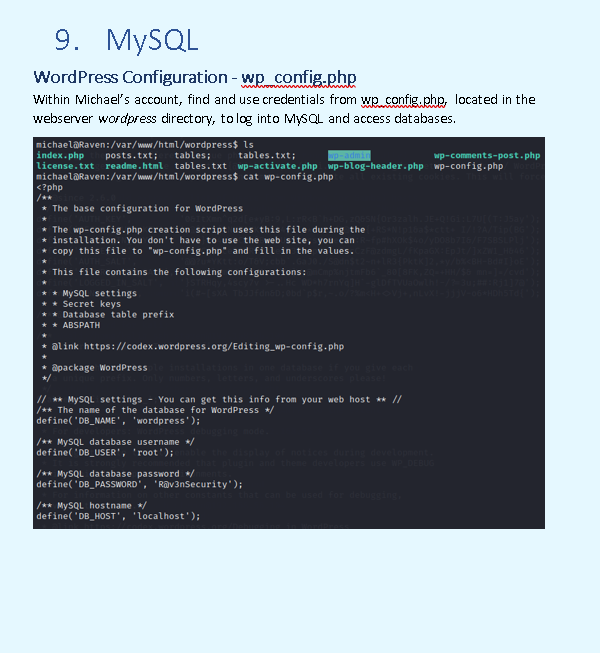 9. MySQL
WordPress Configuration - wp_config.php
Within Michael's account, find and use credentials from wp_config.php, located in the
webserver wordpress directory, to log into MySQL and access databases.
michael@Raven:/var/www/html/wordpress$ ls
index.php posts.txt; tables; tables.txt; wp-admin wp-comments-post.php
license.txt readme.html tables.txt wp-activate.php wp-blog-header.php wp-config.php
michael@Raven:/var/www/html/wordpress$ cat wp-config.php
<?php
/**
* The base configuration for WordPress
*
* The wp-config.php creation script uses this file during the
* installation. You don't have to use the web site, you can
* copy this file to "wp-config.php" and fill in the values.
*
* This file contains the following configurations:
*
* * MySQL settings
* * Secret keys
* * Database table prefix
* * ABSPATH
*
* @link https://codex.wordpress.org/Editing_wp-config.php
*
* @package WordPress
*/
// ** MySQL settings - You can get this info from your web host ** //
/** The name of the database for WordPress */
define('DB_NAME', 'wordpress');
/** MySQL database username */
define('DB_USER', 'root');
/** MySQL database password */
define('DB_PASSWORD', 'R@v3nSecurity');
/** MySQL hostname */
define('DB_HOST', 'localhost');